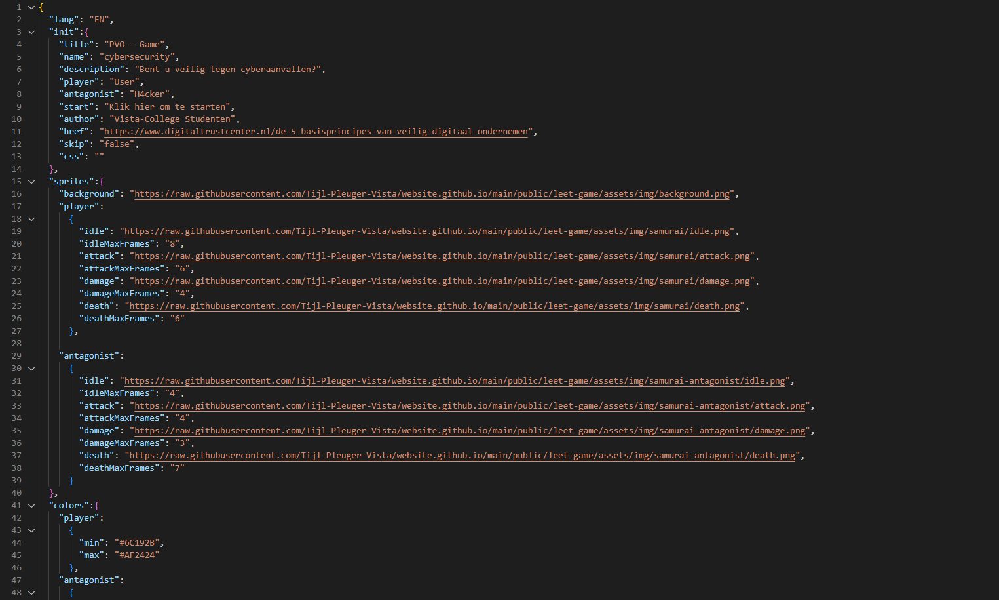 1 {
2 "lang": "EN",
3 "init":{
4 "title": "PVO - Game",
5 "name": "cybersecurity",
6 "description": "Bent u veilig tegen cyberaanvallen?",
7 "player": "User",
8 "antagonist": "H4cker",
9 "start": "Klik hier om te starten",
10 "author": "Vista-College Studenten",
11 "href": "https://www.digitaltrustcenter.nl/de-5-basisprincipes-van-veilig-digitaal-ondernemen",
12 "skip": "false",
13 "css": ""
14 },
15 "sprites":{
16 "background": "https://raw.githubusercontent.com/Tijl-Pleuger-Vista/website.github.io/main/public/leet-game/assets/img/background.png",
17 "player":
18 {
19 "idle": "https://raw.githubusercontent.com/Tijl-Pleuger-Vista/website.github.io/main/public/leet-game/assets/img/samurai/idle.png",
20 "idleMaxFrames": "8",
21 "attack": "https://raw.githubusercontent.com/Tijl-Pleuger-Vista/website.github.io/main/public/leet-game/assets/img/samurai/attack.png",
22 "attackMaxFrames": "6",
23 "damage": "https://raw.githubusercontent.com/Tijl-Pleuger-Vista/website.github.io/main/public/leet-game/assets/img/samurai/damage.png",
24 "damageMaxFrames": "4",
25 "death": "https://raw.githubusercontent.com/Tijl-Pleuger-Vista/website.github.io/main/public/leet-game/assets/img/samurai/death.png",
26 "deathMaxFrames": "6"
27 },
28
29 "antagonist":
30 {
31 "idle": "https://raw.githubusercontent.com/Tijl-Pleuger-Vista/website.github.io/main/public/leet-game/assets/img/samurai-antagonist/idle.png",
32 "idleMaxFrames": "4",
33 "attack": "https://raw.githubusercontent.com/Tijl-Pleuger-Vista/website.github.io/main/public/leet-game/assets/img/samurai-antagonist/attack.png",
34 "attackMaxFrames": "4",
35 "damage": "https://raw.githubusercontent.com/Tijl-Pleuger-Vista/website.github.io/main/public/leet-game/assets/img/samurai-antagonist/damage.png",
36 "damageMaxFrames": "3",
37 "death": "https://raw.githubusercontent.com/Tijl-Pleuger-Vista/website.github.io/main/public/leet-game/assets/img/samurai-antagonist/death.png",
38 "deathMaxFrames": "7"
39 }
40 },
41 "colors":{
42 "player":
43 {
44 "min": "#6C192B",
45 "max": "#AF2424"
46 },
47 "antagonist":
48 {